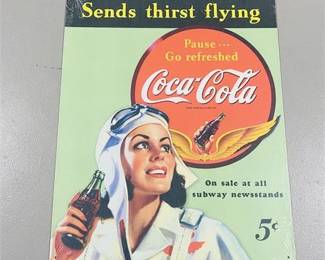 Sends thirst flying
Pause...
Go refreshed
Coca-Cola
On sale at all
subway newsstands
5¢